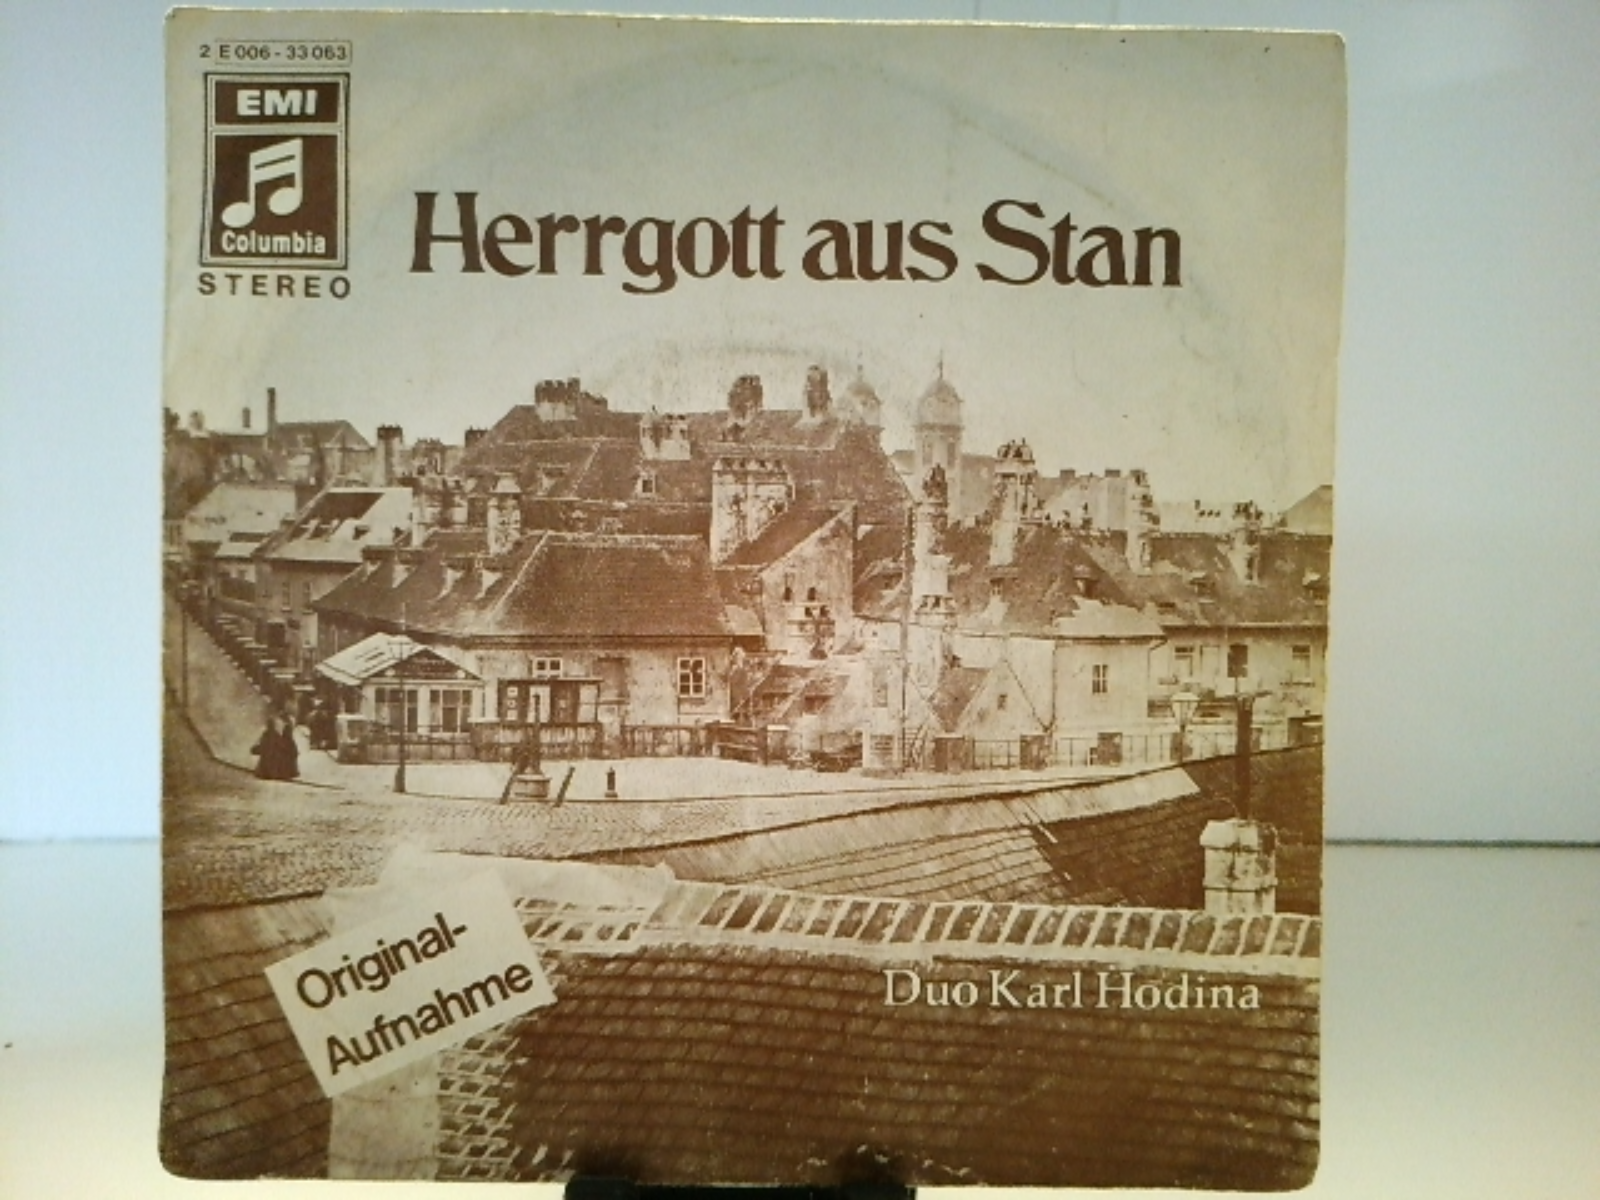 2 E 006 - 33 063
EMI
Columbia
STEREO
Herrgott aus Stan
Original-
Aufnahme
Duo Karl Hodina